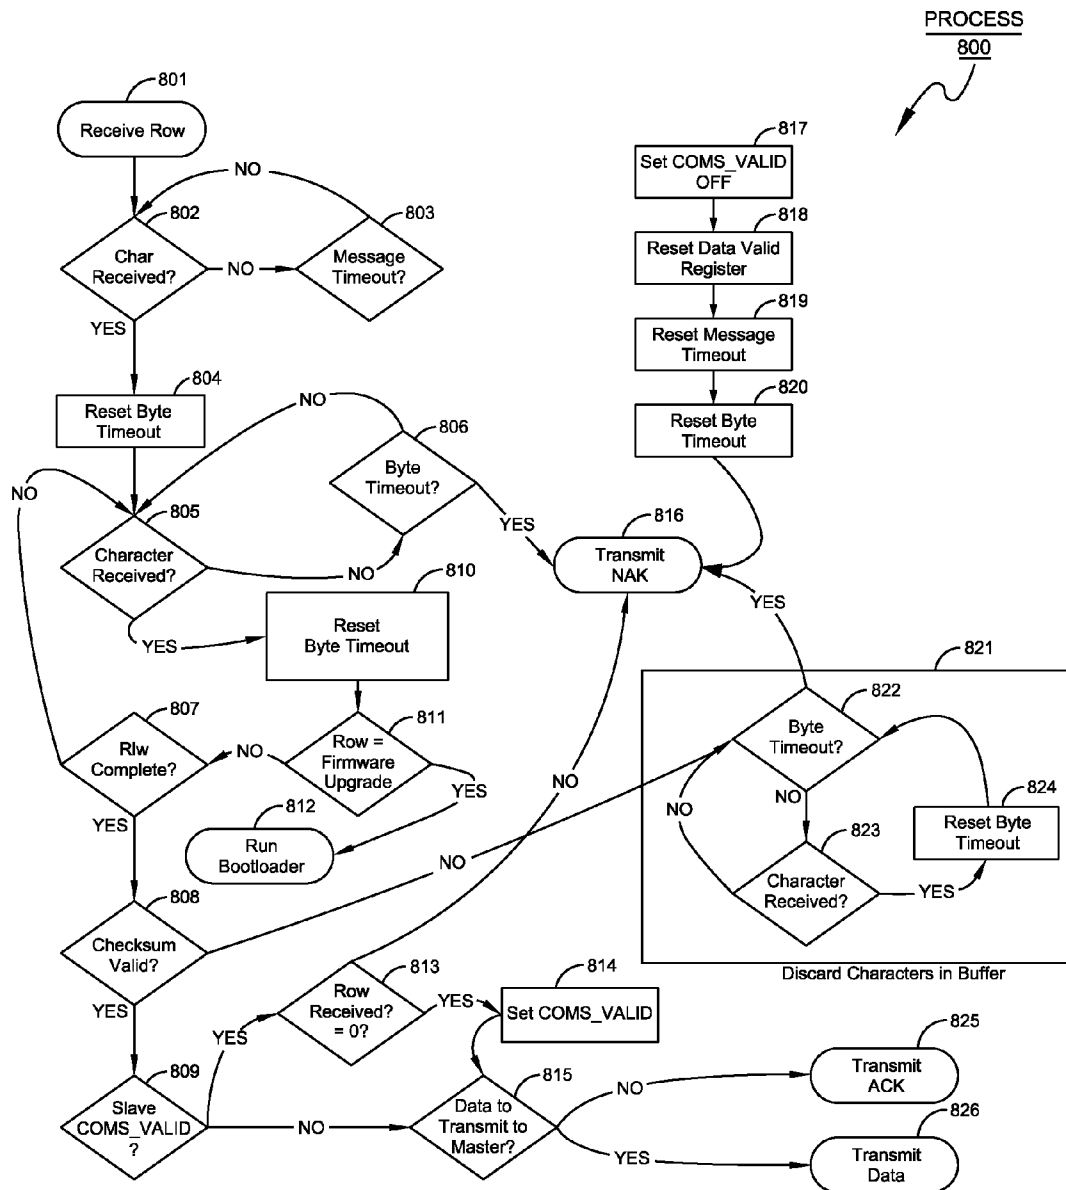 PROCESS
800
801
Receive Row
NO
802
Char
Received?
NO
803
Message
Timeout?
YES
804
Reset Byte
Timeout
NO
806
Byte
Timeout?
NO
805
Character
Received?
NO
YES
YES
810
Reset
Byte Timeout
807
Rlw
Complete?
NO
811
Row =
Firmware
Upgrade
YES
YES
812
Run
Bootloader
NO
NO
808
Checksum
Valid?
YES
809
Slave
COMS_VALID
?
YES
813
Row
Received?
= 0?
YES
814
Set COMS_VALID
NO
815
Data to
Transmit to
Master?
NO
YES
825
Transmit
ACK
826
Transmit
Data
817
Set COMS_VALID
OFF
818
Reset Data Valid
Register
819
Reset Message
Timeout
820
Reset Byte
Timeout
816
Transmit
NAK
YES
821
822
Byte
Timeout?
NO
NO
823
Character
Received?
YES
824
Reset Byte
Timeout
Discard Characters in Buffer